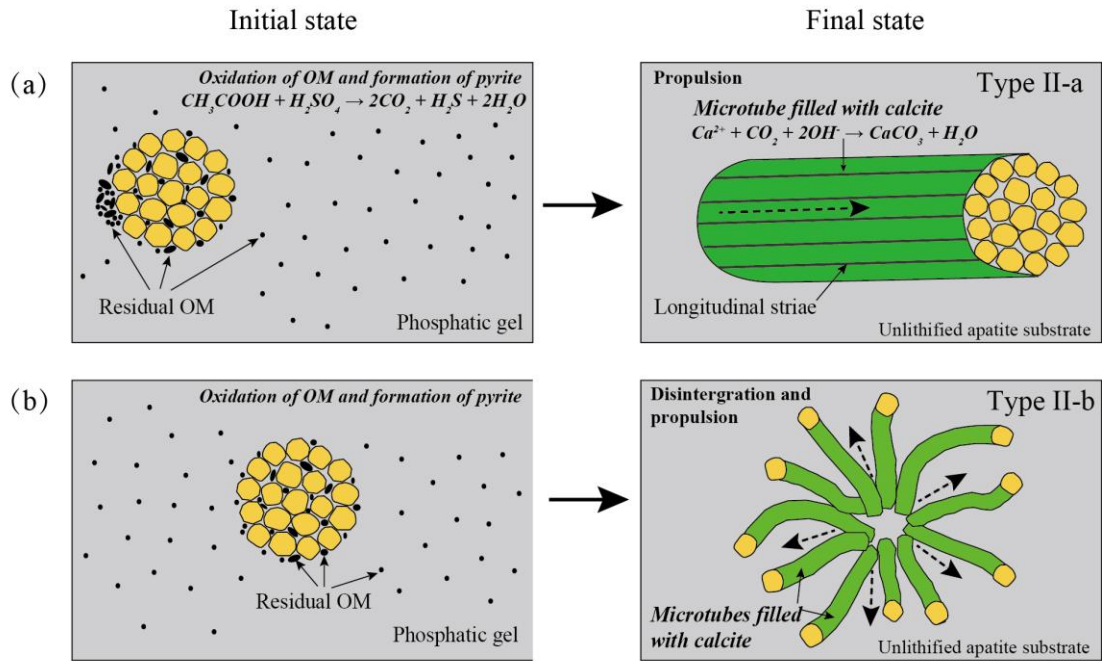 Initial state
Final state
(a)
Oxidation of OM and formation of pyrite
CH₃COOH + H₂SO₄ → 2CO₂ + H₂S + 2H₂O
Residual OM
Phosphatic gel
Propulsion
Type II-a
Microtube filled with calcite
Ca²⁺ + CO₂ + 2OH⁻ → CaCO₃ + H₂O
Longitudinal striae
Unlithified apatite substrate
(b)
Oxidation of OM and formation of pyrite
Residual OM
Phosphatic gel
Disintergration and
propulsion
Type II-b
Microtubes filled
with calcite
Unlithified apatite substrate